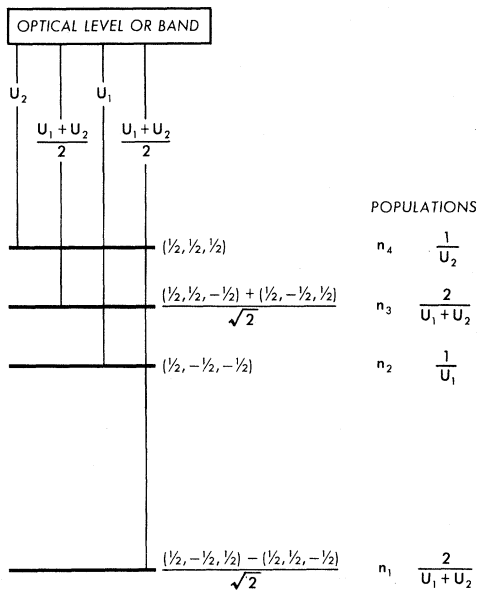 OPTICAL LEVEL OR BAND
U₂ U₁
(U₁ + U₂)/2 (U₁ + U₂)/2
POPULATIONS
(½, ½, ½) n₄ 1/U₂
((½, ½, -½) + (½, -½, ½))/√2 n₃ 2/(U₁ + U₂)
(½, -½, -½) n₂ 1/U₁
((½, -½, ½) - (½, ½, -½))/√2 n₁ 2/(U₁ + U₂)